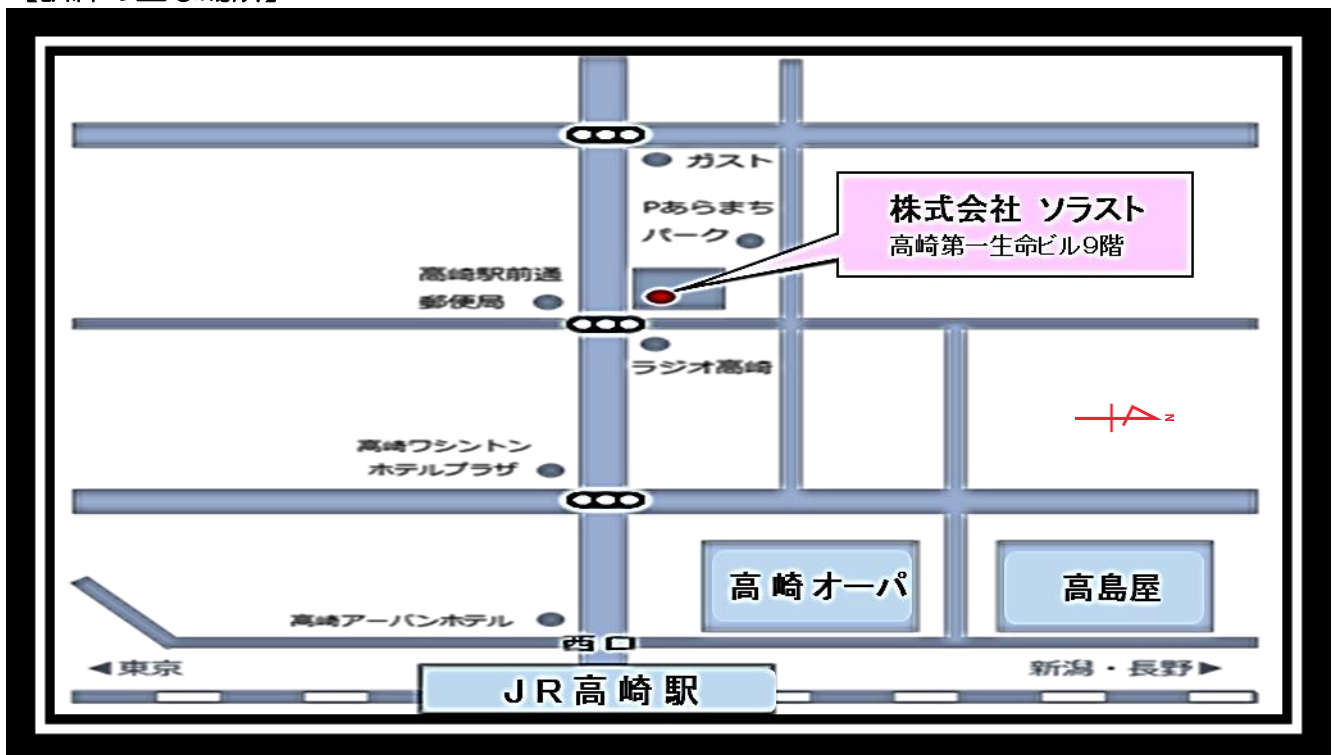 ガスト
Pあらまち
パーク
株式会社 ソラスト
高崎第一生命ビル9階
高崎駅前通
郵便局
ラジオ高崎
高崎ワシントン
ホテルプラザ
N
高崎オーパ
高島屋
高崎アーバンホテル
西口
◀東京
新潟・長野▶
JR高崎駅